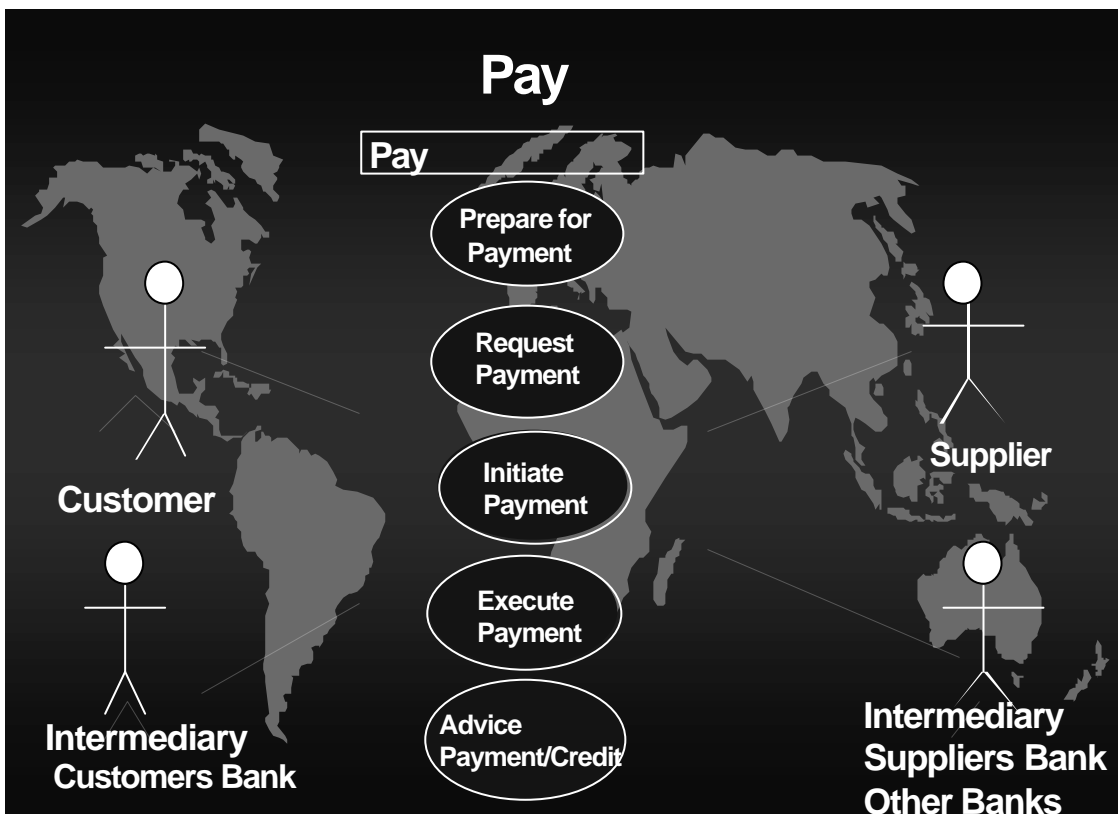 Pay
Pay
Prepare for
Payment
Request
Payment
Initiate
Payment
Execute
Payment
Advice
Payment/Credit
Customer
Supplier
Intermediary
Customers Bank
Intermediary
Suppliers Bank
Other Banks